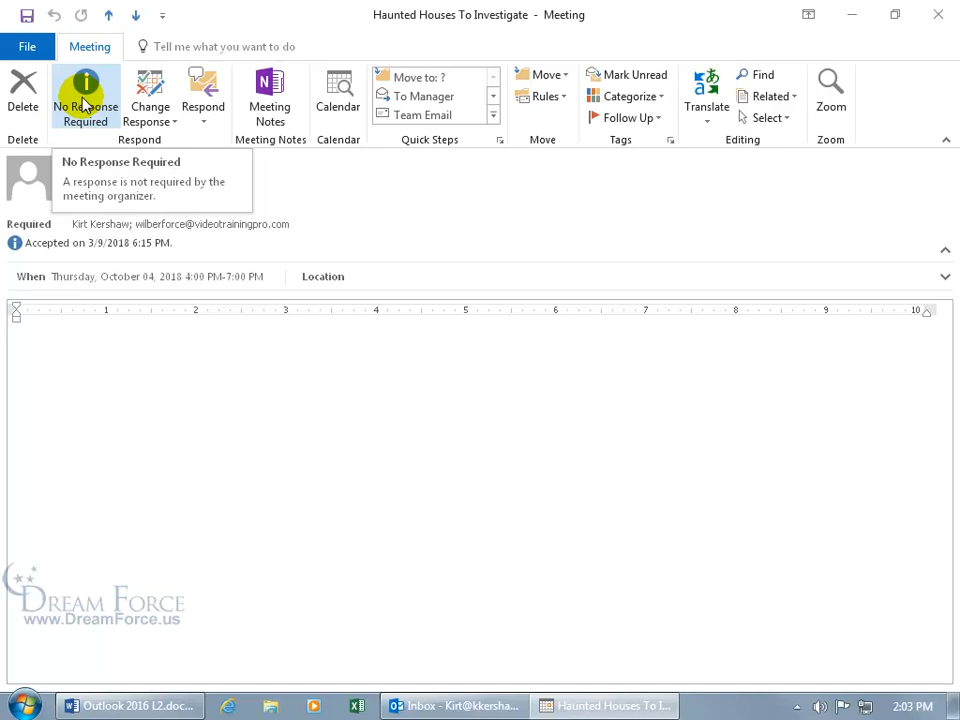 Haunted Houses To Investigate - Meeting
File
Meeting
Tell me what you want to do
Delete
No Response Required
Change Response
Respond
Meeting Notes
Calendar
Move to: ?
To Manager
Team Email
Move
Rules
Mark Unread
Categorize
Follow Up
Translate
Find
Related
Select
Zoom
Delete
Respond
Meeting Notes
Calendar
Quick Steps
Move
Tags
Editing
Zoom
No Response Required
A response is not required by the
meeting organizer.
Required Kirt Kershaw; wilberforce@videotrainingpro.com
Accepted on 3/9/2018 6:15 PM.
When Thursday, October 04, 2018 4:00 PM-7:00 PM
Location
1 2 3 4 5 6 7 8 9 10
DREAM FORCE
www.DreamForce.us
Outlook 2016 L2.doc...
Inbox - Kirt@kkersha...
Haunted Houses To I...
2:03 PM